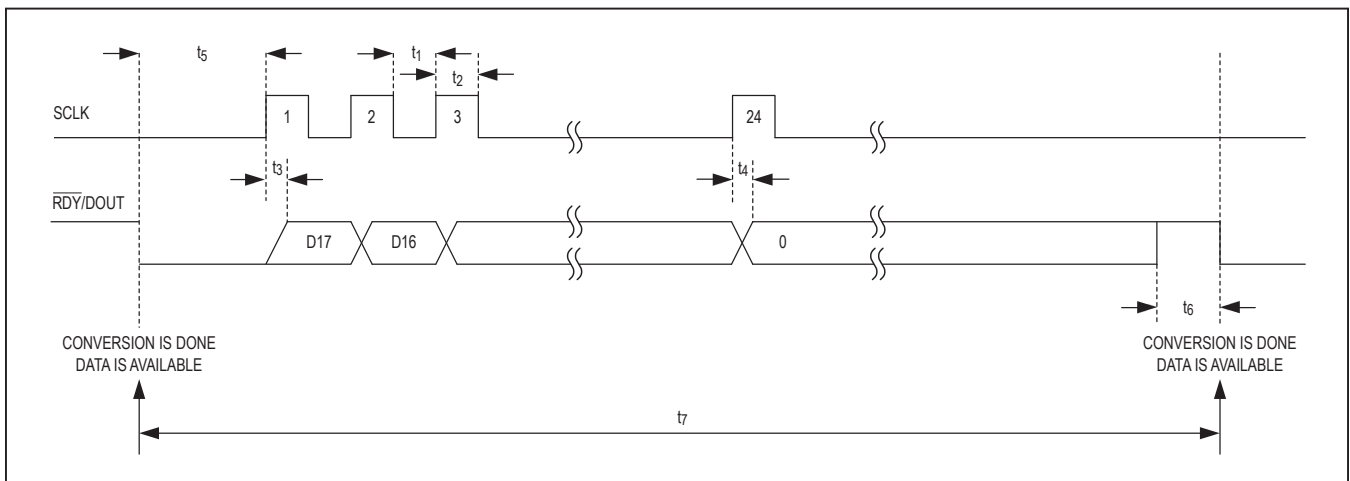 t5
t1
t2
SCLK
1
2
3
24
t3
t4
RDY/DOUT
D17
D16
0
t6
CONVERSION IS DONE
DATA IS AVAILABLE
CONVERSION IS DONE
DATA IS AVAILABLE
t7